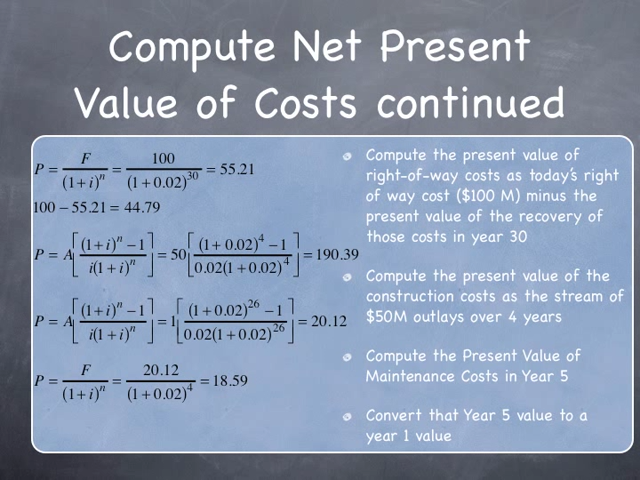 Compute Net Present
Value of Costs continued
P = F/(1+i)^n = 100/(1+0.02)^30 = 55.21
100 − 55.21 = 44.79
P = A[((1+i)^n −1)/(i(1+i)^n)] = 50[((1+0.02)^4 −1)/(0.02(1+0.02)^4)] = 190.39
P = A[((1+i)^n −1)/(i(1+i)^n)] = 1[((1+0.02)^26 −1)/(0.02(1+0.02)^26)] = 20.12
P = F/(1+i)^n = 20.12/(1+0.02)^4 = 18.59
Compute the present value of
right-of-way costs as today's right
of way cost ($100 M) minus the
present value of the recovery of
those costs in year 30
Compute the present value of the
construction costs as the stream of
$50M outlays over 4 years
Compute the Present Value of
Maintenance Costs in Year 5
Convert that Year 5 value to a
year 1 value